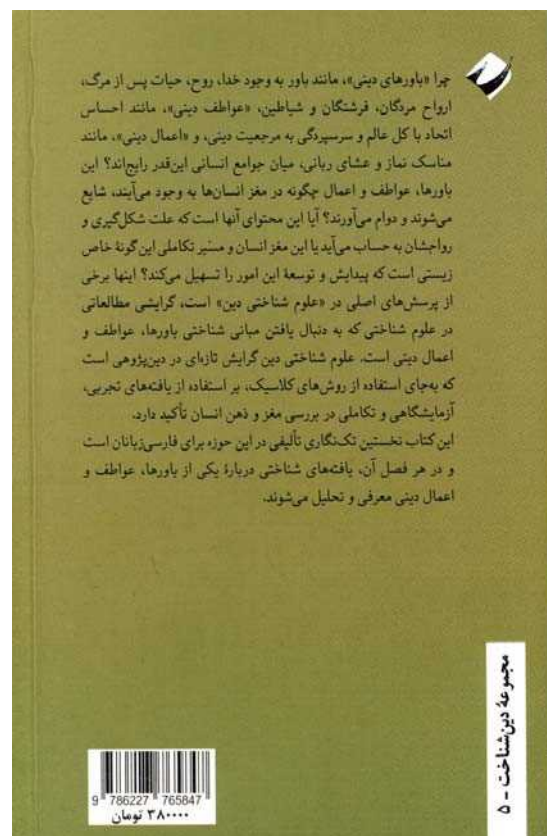 چرا «باورهای دینی»، مانند باور به وجود خدا، روح، حیات پس از مرگ،
ارواح مردگان، فرشتگان و شیاطین، «عواطف دینی»، مانند احساس
اتحاد با کل عالم و سرسپردگی به مرجعیت دینی، و «اعمال دینی»، مانند
مناسک نماز و عشای ربانی، میان جوامع انسانی این‌قدر رایج‌اند؟ این
باورها، عواطف و اعمال چگونه در مغز انسان‌ها به وجود می‌آیند، شایع
می‌شوند و دوام می‌آورند؟ آیا این محتوای آنها است که علت شکل‌گیری و
رواجشان به حساب می‌آید یا این مغز انسان و مسیر تکاملی این گونهٔ خاص
زیستی است که پیدایش و توسعهٔ این امور را تسهیل می‌کند؟ اینها برخی
از پرسش‌های اصلی در «علوم شناختی دین» است، گرایشی مطالعاتی
در علوم شناختی که به دنبال یافتن مبانی شناختی باورها، عواطف و
اعمال دینی است. علوم شناختی دین گرایش تازه‌ای در دین‌پژوهی است
که به‌جای استفاده از روش‌های کلاسیک، بر استفاده از یافته‌های تجربی،
آزمایشگاهی و تکاملی در بررسی مغز و ذهن انسان تأکید دارد.
این کتاب نخستین تک‌نگاری تألیفی در این حوزه برای فارسی‌زبانان است
و در هر فصل آن، یافته‌های شناختی دربارهٔ یکی از باورها، عواطف و
اعمال دینی معرفی و تحلیل می‌شوند.
مجموعهٔ دین‌شناخت - ۵
9 786227 765847
۳۸۰۰۰۰ تومان